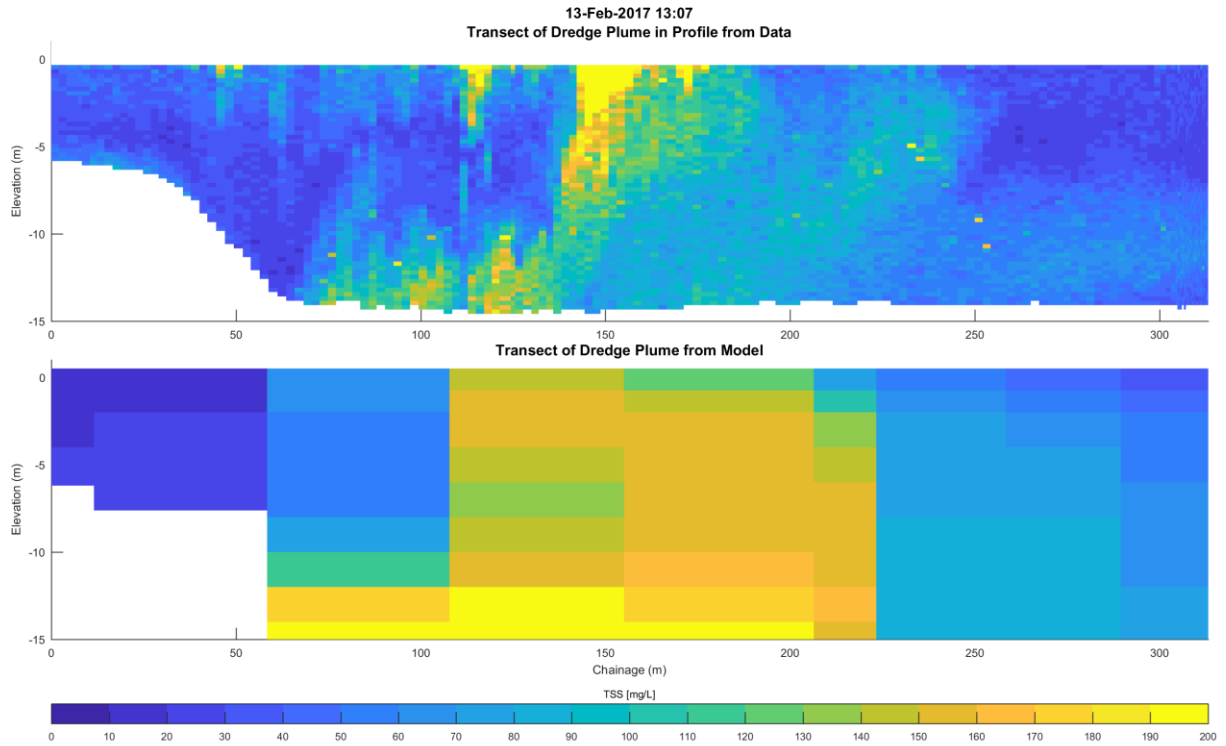 13-Feb-2017 13:07
Transect of Dredge Plume in Profile from Data
0
-5
-10
-15
Elevation (m)
0 50 100 150 200 250 300
Transect of Dredge Plume from Model
0
-5
-10
-15
Elevation (m)
0 50 100 150 200 250 300
Chainage (m)
TSS [mg/L]
0 10 20 30 40 50 60 70 80 90 100 110 120 130 140 150 160 170 180 190 200